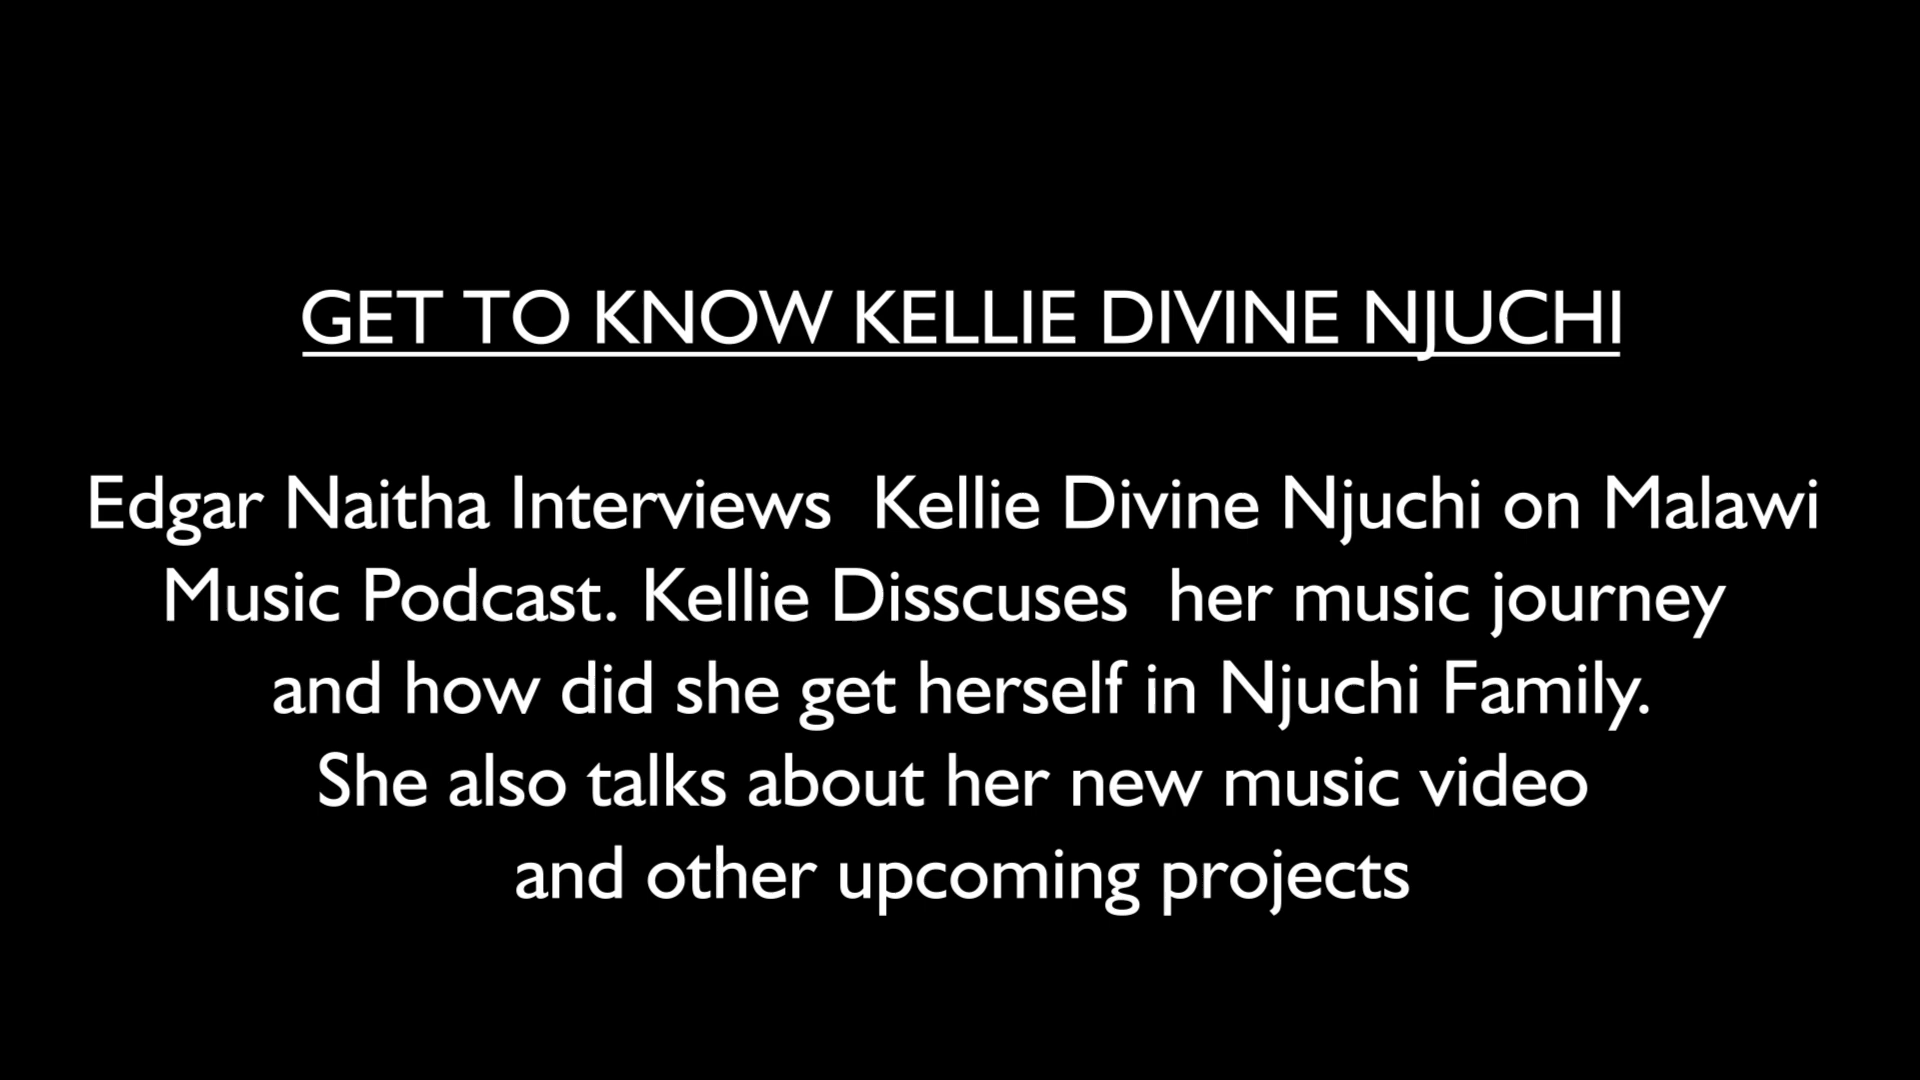 GET TO KNOW KELLIE DIVINE NJUCHI
Edgar Naitha Interviews  Kellie Divine Njuchi on Malawi
Music Podcast. Kellie Disscuses  her music journey
and how did she get herself in Njuchi Family.
She also talks about her new music video
and other upcoming projects